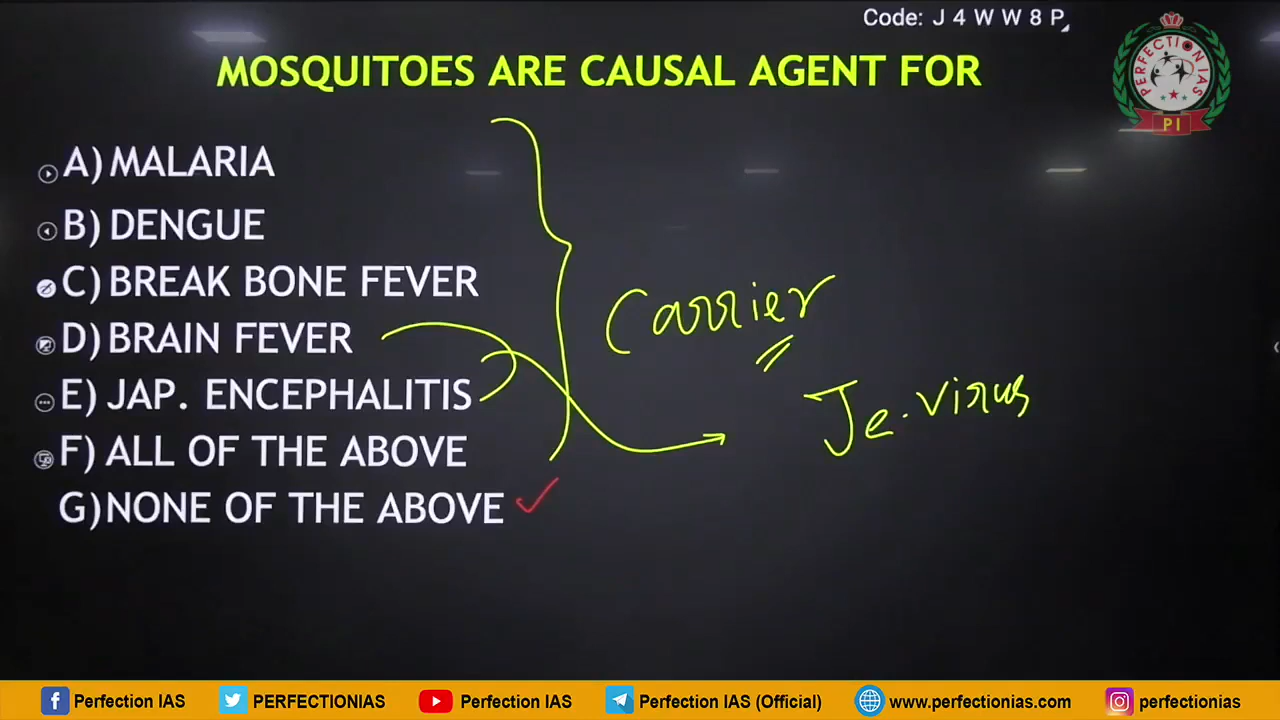 Code: J 4 W W 8 P
PERFECTIONIAS
PI
MOSQUITOES ARE CAUSAL AGENT FOR
A) MALARIA
B) DENGUE
C) BREAK BONE FEVER
D) BRAIN FEVER
E) JAP. ENCEPHALITIS
F) ALL OF THE ABOVE
G) NONE OF THE ABOVE
Carrier
Je. virus
Perfection IAS
PERFECTIONIAS
Perfection IAS
Perfection IAS (Official)
www.perfectionias.com
perfectionias